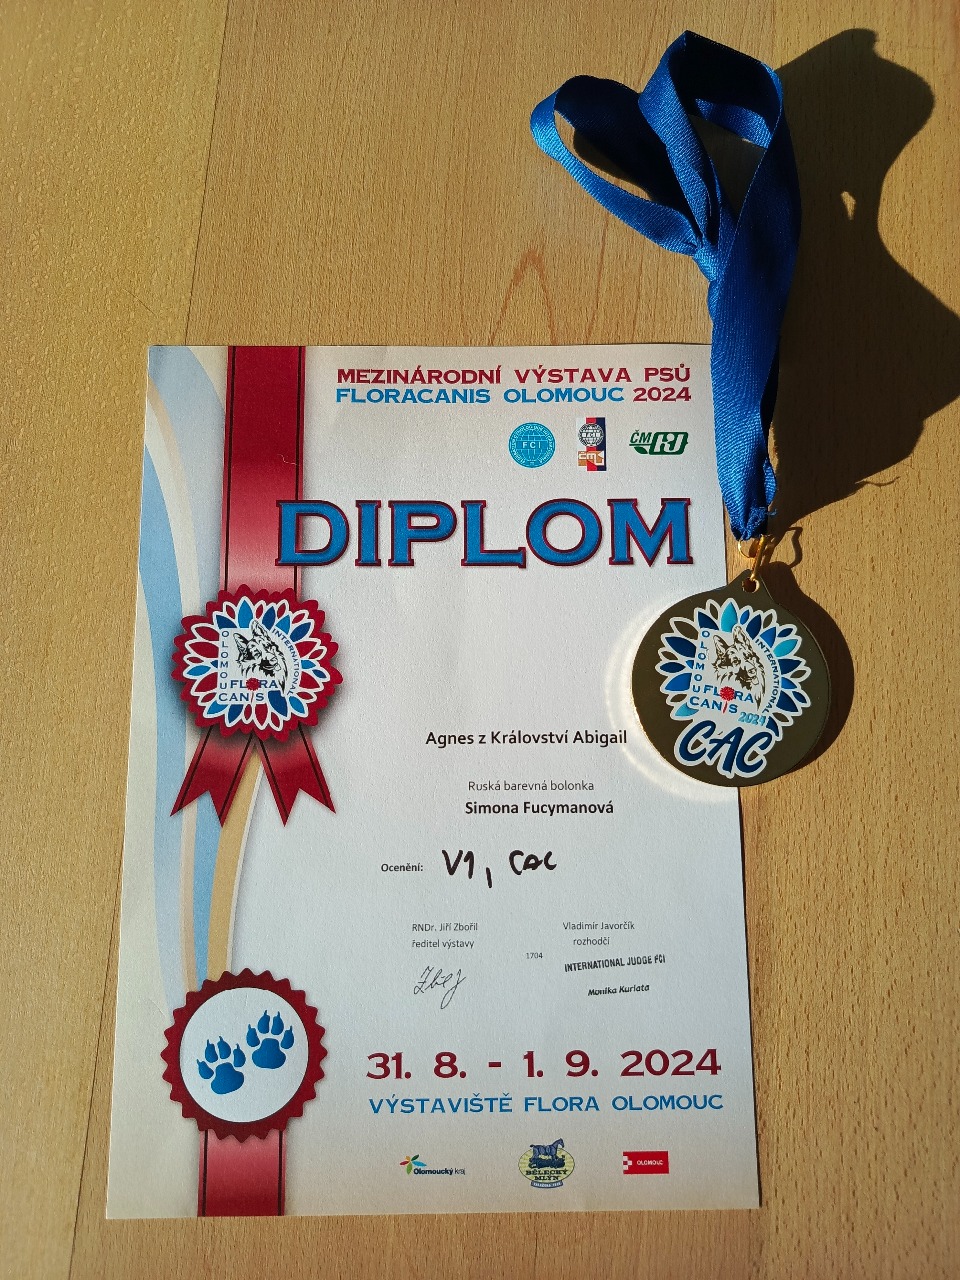 MEZINÁRODNÍ VÝSTAVA PSŮ
FLORACANIS OLOMOUC 2024
FCI
FCI
ČMKU
ČMKJ
DIPLOM
OLOMOUC
INTERNATIONAL
FLORA
CANIS
OLOMOUC
INTERNATIONAL
FLORA
CANIS
2024
CAC
Agnes z Království Abigail
Ruská barevná bolonka
Simona Fucymanová
Ocenění: V1, CAC
RNDr. Jiří Zbořil
ředitel výstavy
1704
Vladimír Javorčík
rozhodčí
INTERNATIONAL JUDGE FCI
Monika Kuriata
31. 8. - 1. 9. 2024
VÝSTAVIŠTĚ FLORA OLOMOUC
Olomoucký kraj
BĚLECKÝ
MLÝN
OLOMOUC